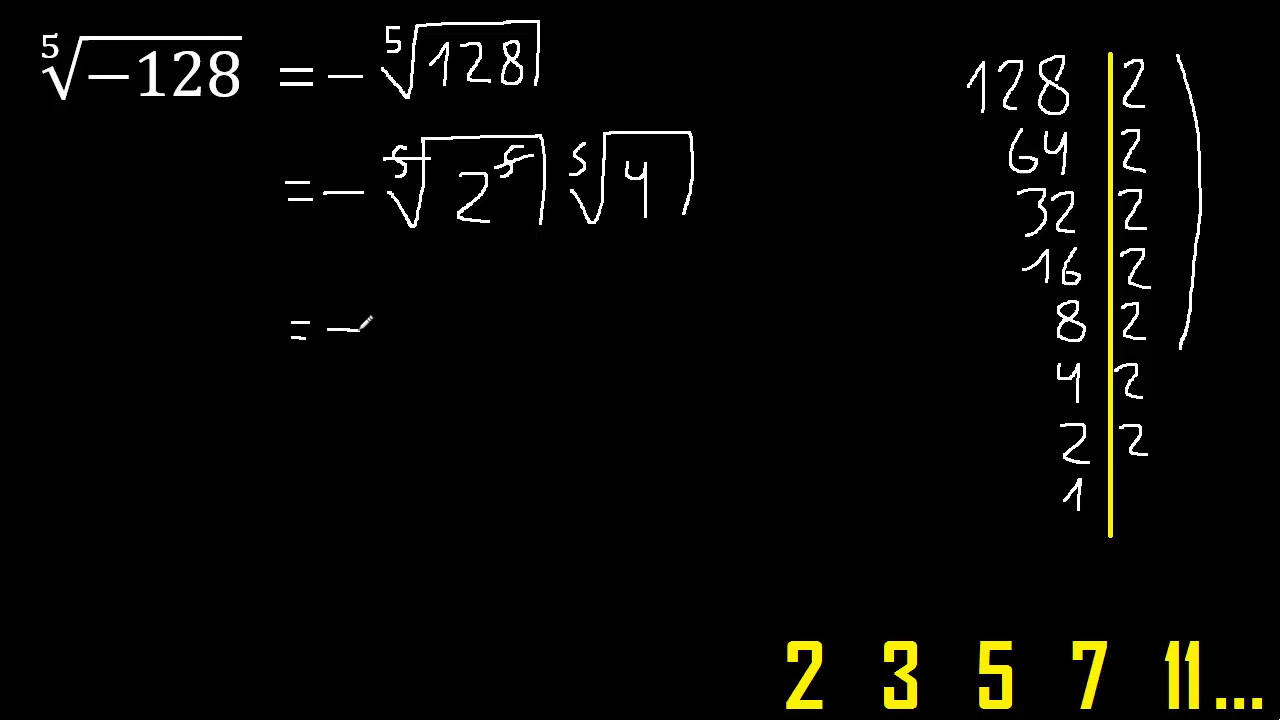 ⁵√−128 = − ⁵√128
= − ⁵√2⁵ ⁵√4
= −
128 | 2
64 | 2
32 | 2
16 | 2
8 | 2
4 | 2
2 | 2
1
2 3 5 7 11...